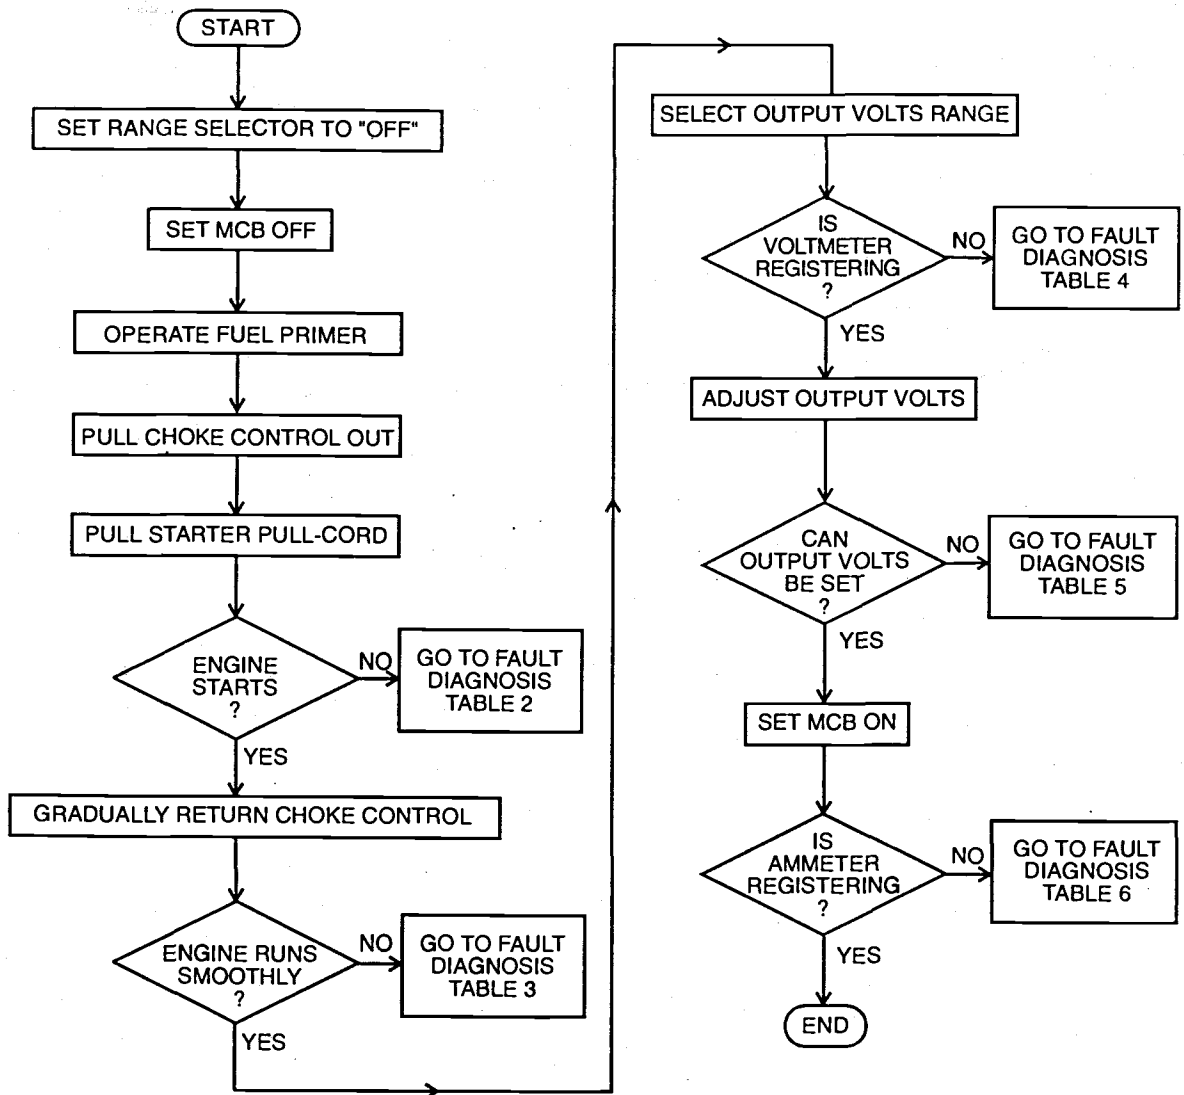 START
SET RANGE SELECTOR TO "OFF"
SET MCB OFF
OPERATE FUEL PRIMER
PULL CHOKE CONTROL OUT
PULL STARTER PULL-CORD
ENGINE
STARTS
?
NO
GO TO FAULT
DIAGNOSIS
TABLE 2
YES
GRADUALLY RETURN CHOKE CONTROL
ENGINE RUNS
SMOOTHLY
?
NO
GO TO FAULT
DIAGNOSIS
TABLE 3
YES
SELECT OUTPUT VOLTS RANGE
IS
VOLTMETER
REGISTERING
?
NO
GO TO FAULT
DIAGNOSIS
TABLE 4
YES
ADJUST OUTPUT VOLTS
CAN
OUTPUT VOLTS
BE SET
?
NO
GO TO FAULT
DIAGNOSIS
TABLE 5
YES
SET MCB ON
IS
AMMETER
REGISTERING
?
NO
GO TO FAULT
DIAGNOSIS
TABLE 6
YES
END